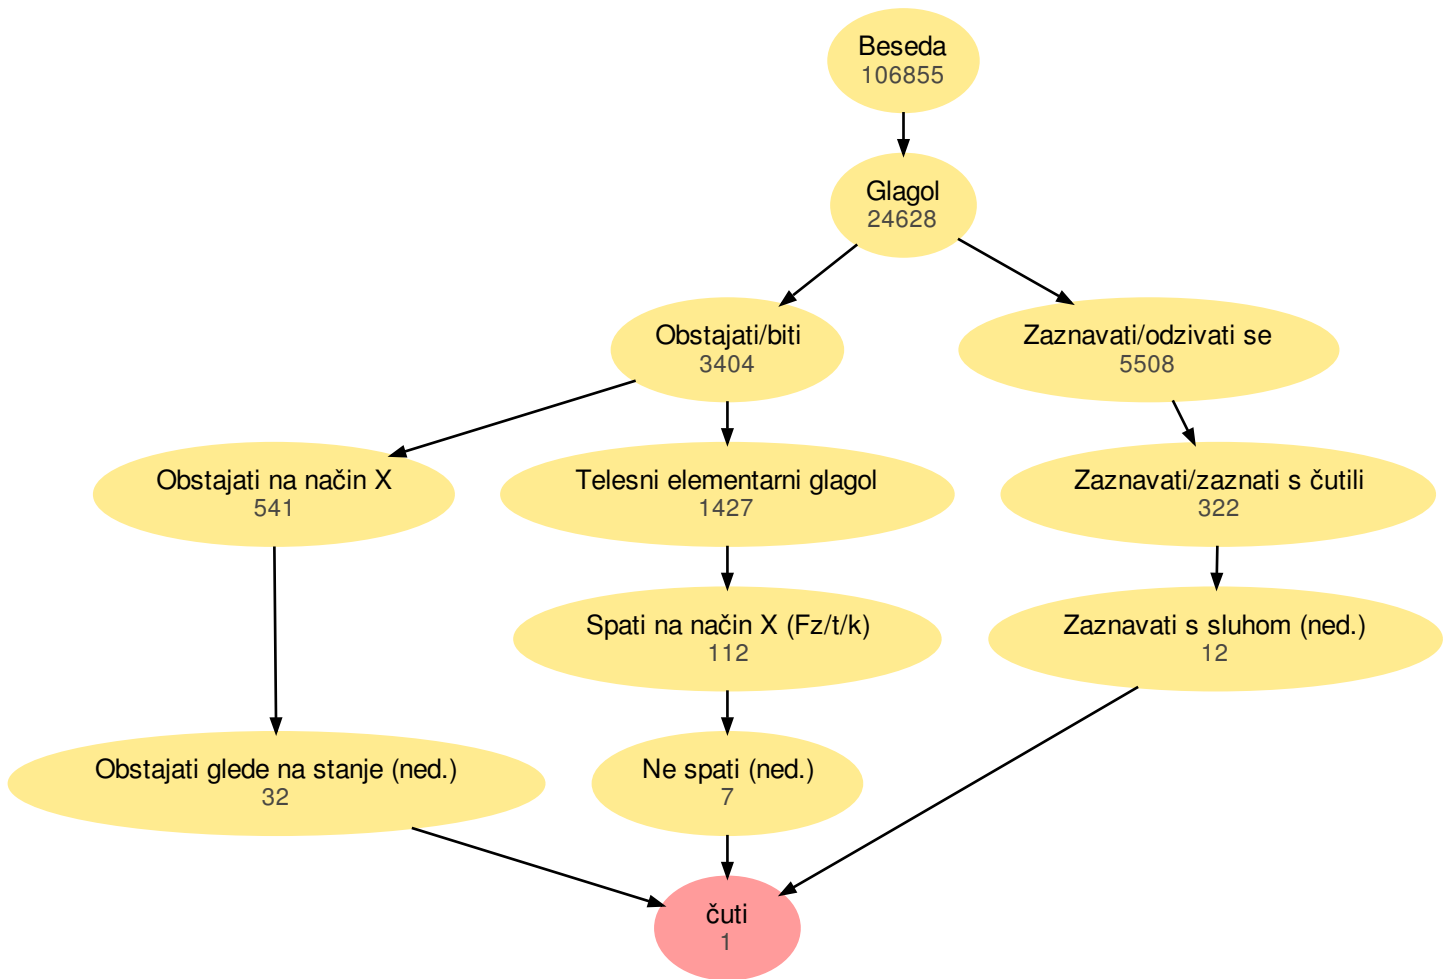 Beseda
106855
Glagol
24628
Obstajati/biti
3404
Zaznavati/odzivati se
5508
Obstajati na način X
541
Telesni elementarni glagol
1427
Zaznavati/zaznati s čutili
322
Spati na način X (Fz/t/k)
112
Zaznavati s sluhom (ned.)
12
Obstajati glede na stanje (ned.)
32
Ne spati (ned.)
7
čuti
1